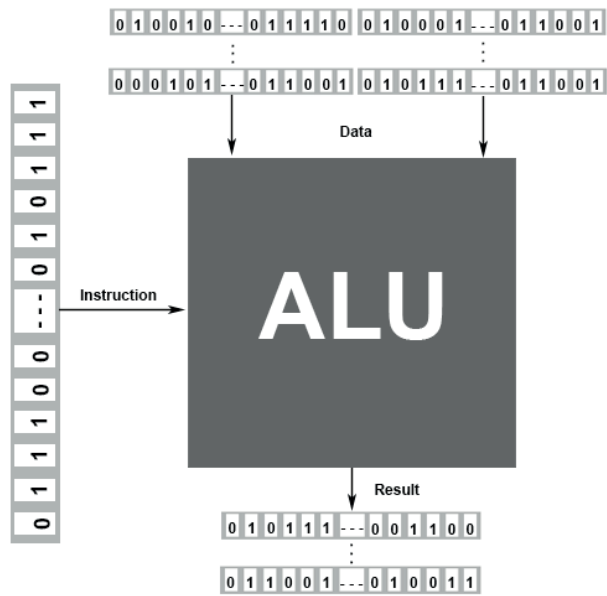 0 1 0 0 1 0 - - - 0 1 1 1 1 0
0 1 0 0 0 1 - - - 0 1 1 0 0 1
0 0 0 1 0 1 - - - 0 1 1 0 0 1
0 1 0 1 1 1 - - - 0 1 1 0 0 1
Data
0 1 1 1 0 0 - - - 0 1 0 1 1 1
Instruction
ALU
Result
0 1 0 1 1 1 - - - 0 0 1 1 0 0
0 1 1 0 0 1 - - - 0 1 0 0 1 1